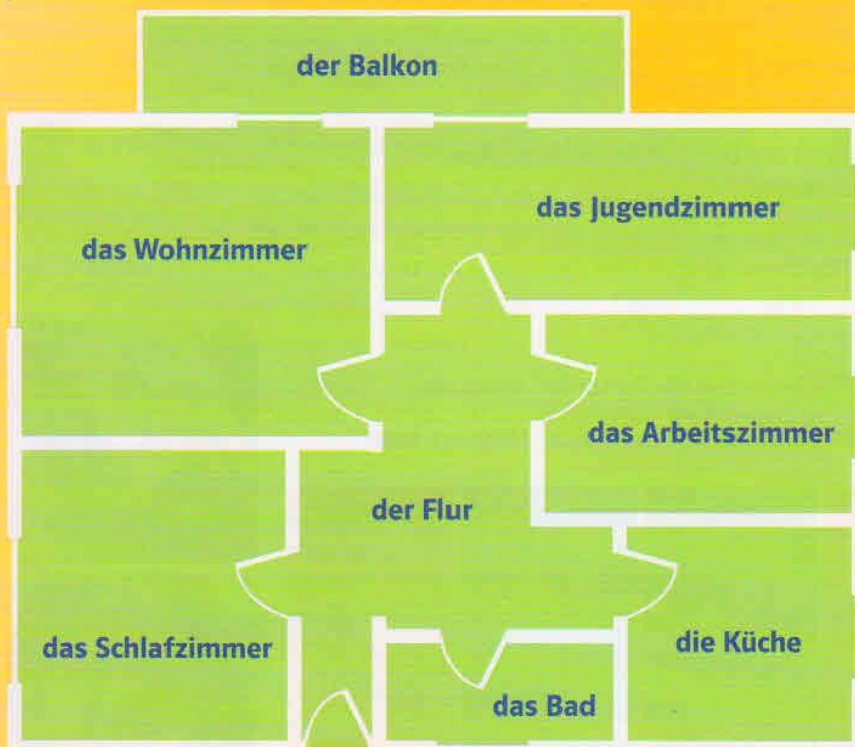 der Balkon
das Jugendzimmer
das Wohnzimmer
das Arbeitszimmer
der Flur
das Schlafzimmer
die Küche
das Bad